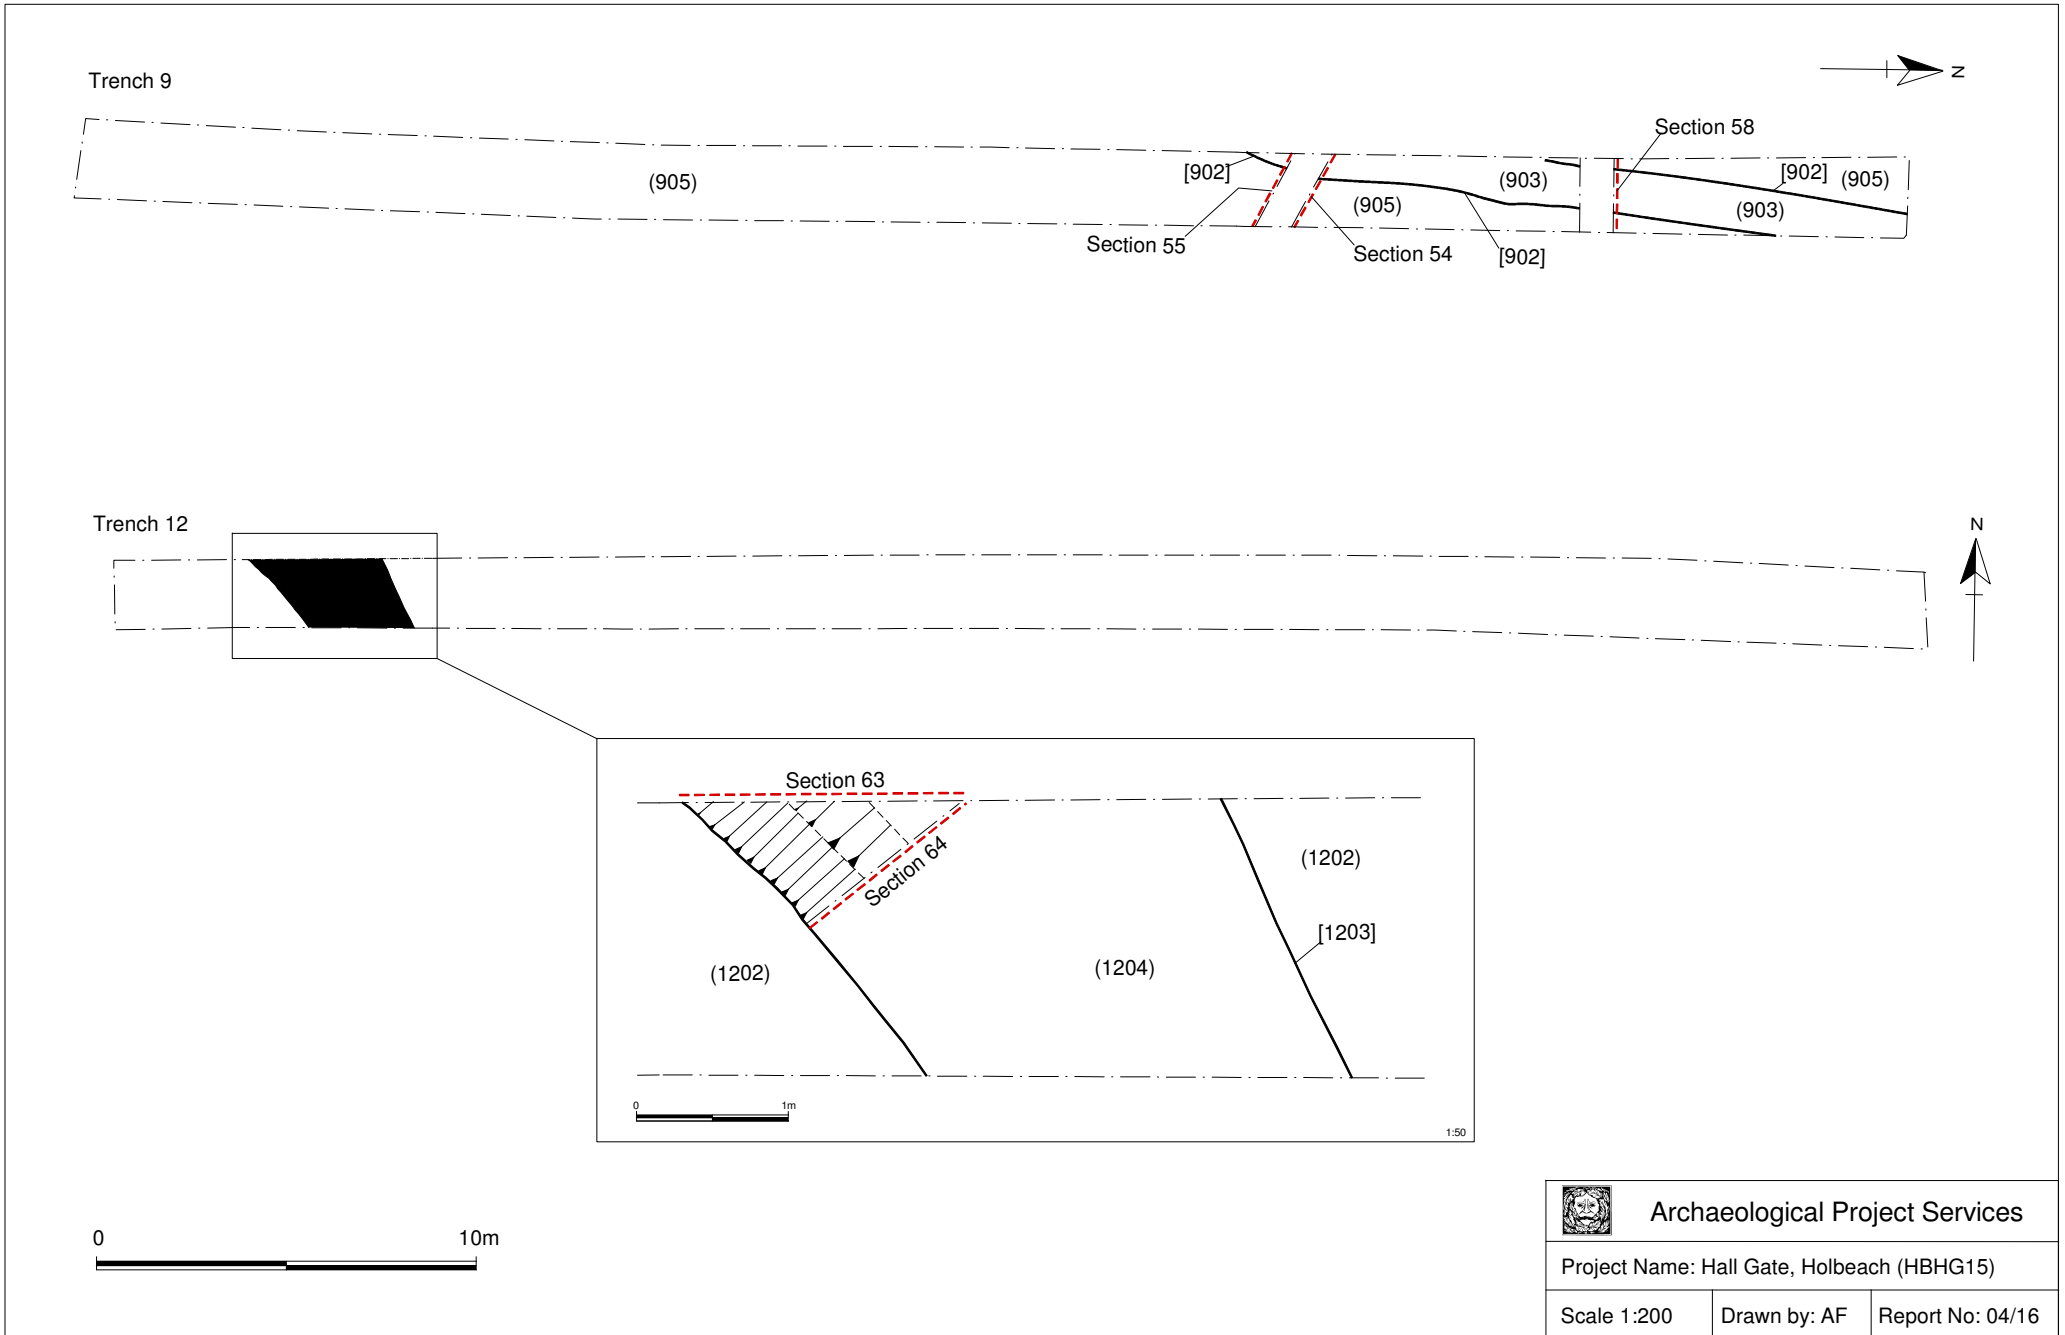 Trench 9
N
Section 58
(905)
[902]
(903)
[902]
(905)
(905)
(903)
Section 55
Section 54
[902]
Trench 12
N
Section 63
Section 64
(1202)
[1203]
(1202)
(1204)
0 1m
1:50
0 10m
Archaeological Project Services
Project Name: Hall Gate, Holbeach (HBHG15)
Scale 1:200
Drawn by: AF
Report No: 04/16